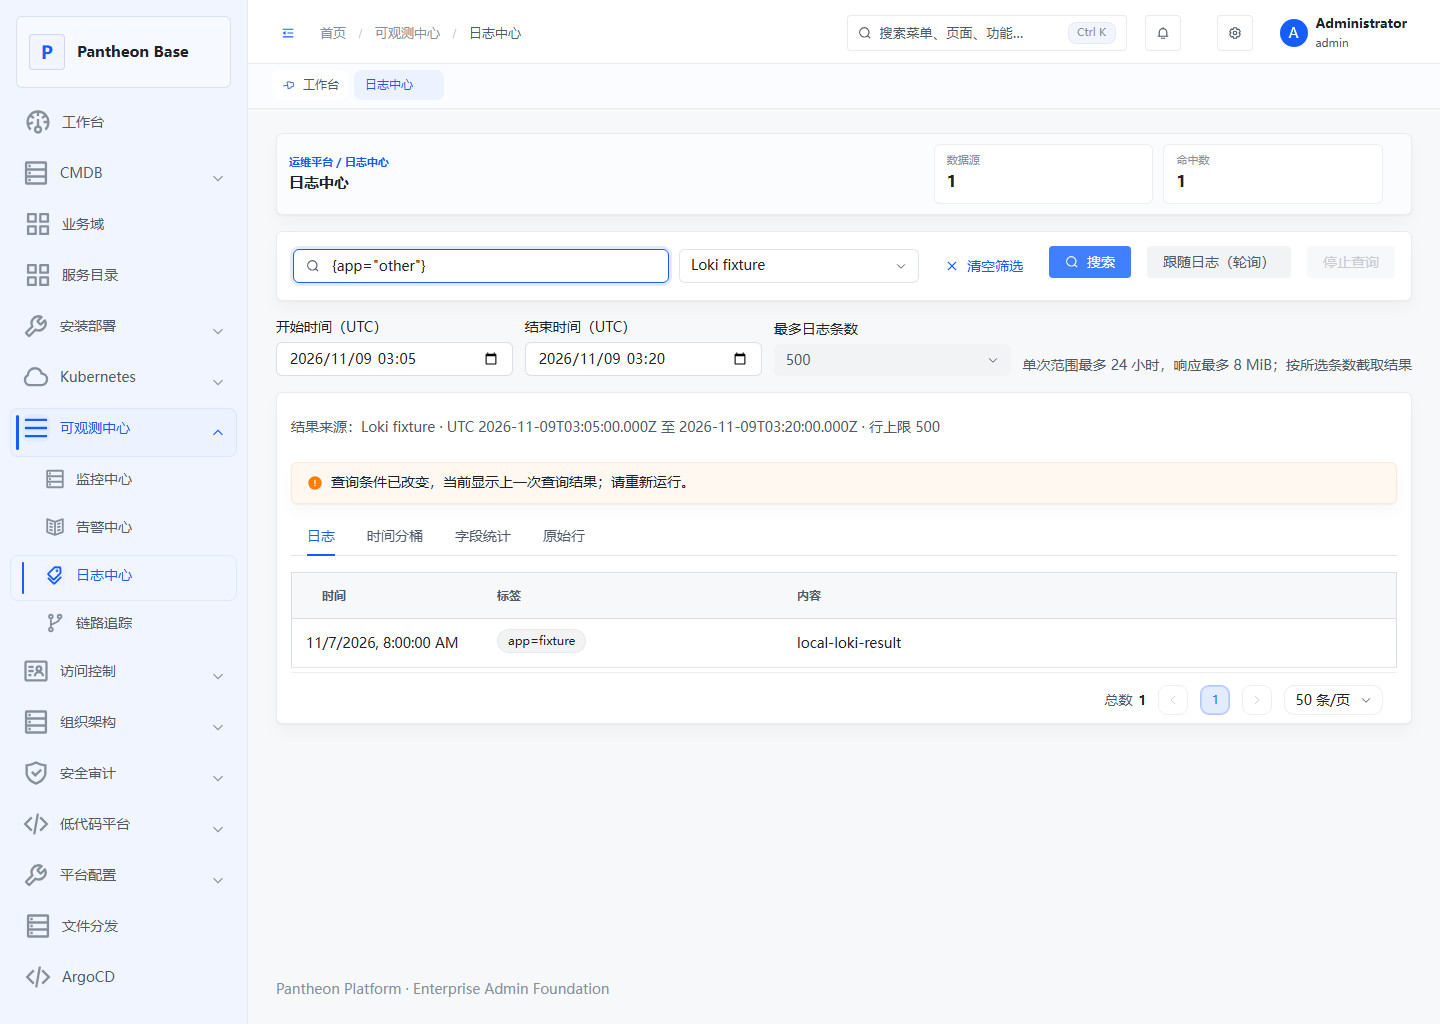 P
Pantheon Base
工作台
CMDB
业务域
服务目录
安装部署
Kubernetes
可观测中心
监控中心
告警中心
日志中心
链路追踪
访问控制
组织架构
安全审计
低代码平台
平台配置
文件分发
ArgoCD
首页 / 可观测中心 / 日志中心
搜索菜单、页面、功能... Ctrl K
A
Administrator
admin
工作台
日志中心
运维平台 / 日志中心
日志中心
数据源
1
命中数
1
{app="other"}
Loki fixture
清空筛选
搜索
跟随日志（轮询）
停止查询
开始时间（UTC）
2026/11/09 03:05
结束时间（UTC）
2026/11/09 03:20
最多日志条数
500
单次范围最多 24 小时，响应最多 8 MiB；按所选条数截取结果
结果来源：Loki fixture · UTC 2026-11-09T03:05:00.000Z 至 2026-11-09T03:20:00.000Z · 行上限 500
查询条件已改变，当前显示上一次查询结果；请重新运行。
日志 时间分桶 字段统计 原始行
时间 标签 内容
11/7/2026, 8:00:00 AM app=fixture local-loki-result
总数 1 1 50 条/页
Pantheon Platform · Enterprise Admin Foundation